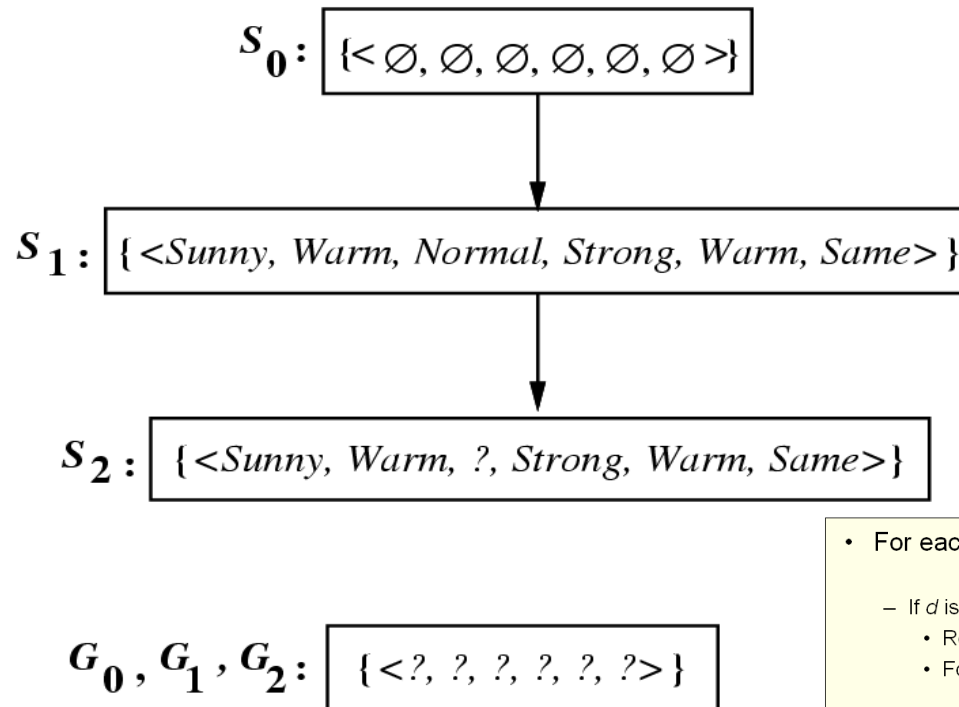 S0: {<∅, ∅, ∅, ∅, ∅, ∅>}
S1: {<Sunny, Warm, Normal, Strong, Warm, Same>}
S2: {<Sunny, Warm, ?, Strong, Warm, Same>}
• For eac
– If d is
• R
• Fo
G0, G1, G2: {<?, ?, ?, ?, ?, ?>}